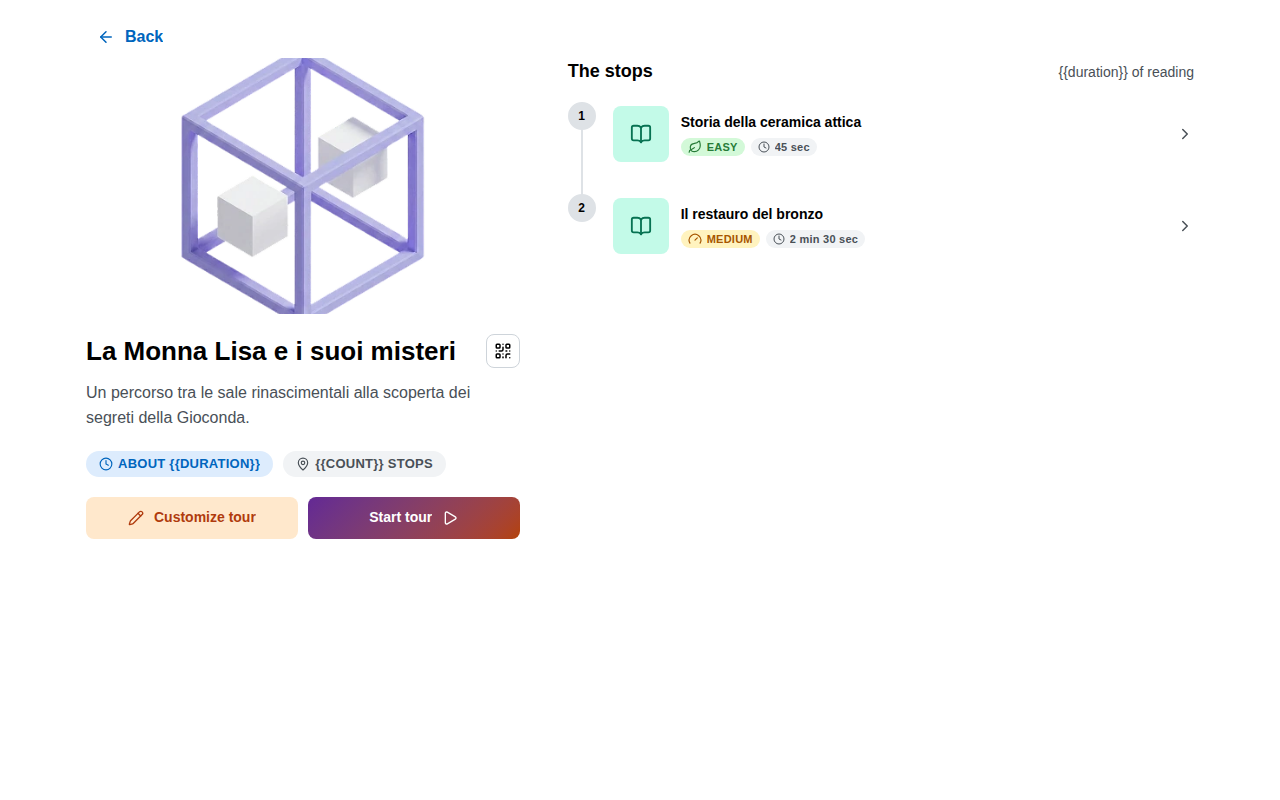 Back
La Monna Lisa e i suoi misteri
Un percorso tra le sale rinascimentali alla scoperta dei
segreti della Gioconda.
ABOUT {{DURATION}}
{{COUNT}} STOPS
Customize tour
Start tour
The stops
{{duration}} of reading
1
Storia della ceramica attica
EASY
45 sec
2
Il restauro del bronzo
MEDIUM
2 min 30 sec